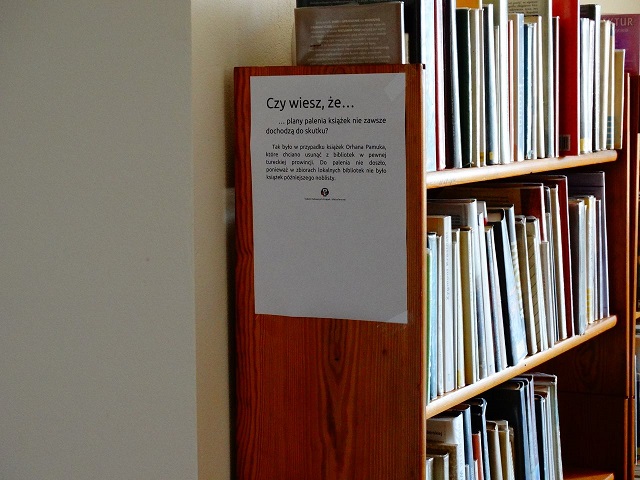 Czy wiesz, że...
... plany palenia książek nie zawsze
dochodzą do skutku?
Tak było w przypadku książek Orhana Pamuka,
które chciano usunąć z bibliotek w pewnej
tureckiej prowincji. Do palenia nie doszło,
ponieważ w zbiorach lokalnych bibliotek nie było
książek późniejszego noblisty.